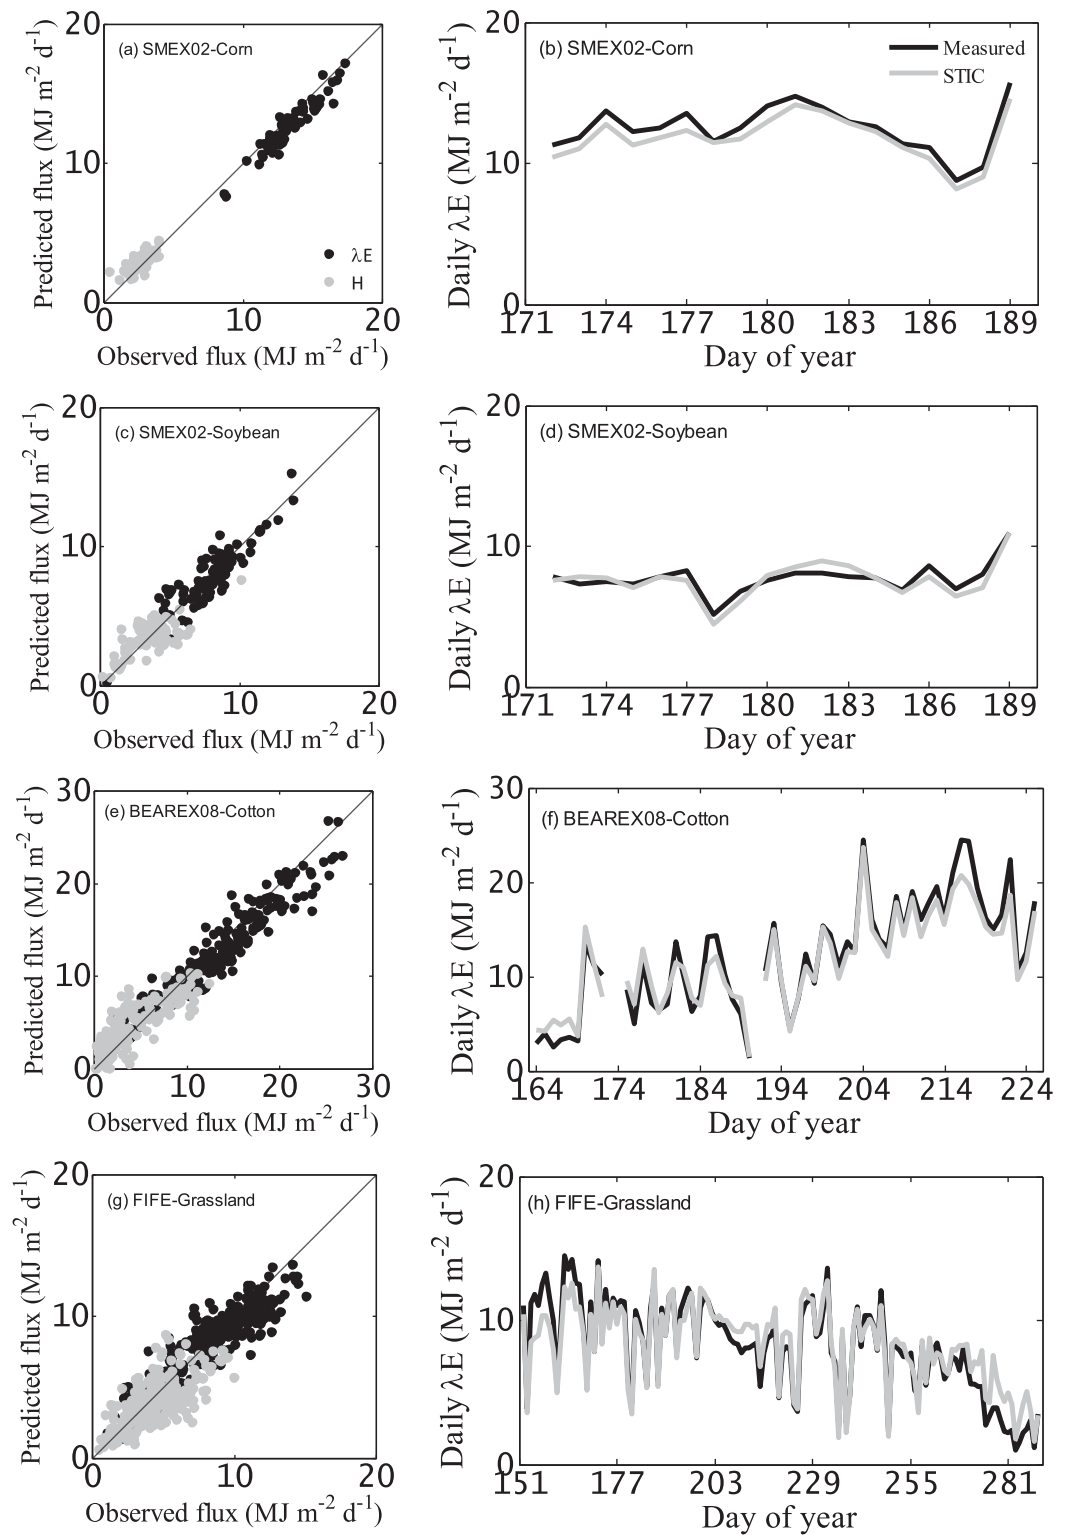 20
(a) SMEX02-Corn
10
0
Predicted flux (MJ m-2 d-1)
λE
H
0 10 20
Observed flux (MJ m-2 d-1)
20
(b) SMEX02-Corn
Measured
STIC
10
0
Daily λE (MJ m-2 d-1)
171 174 177 180 183 186 189
Day of year
20
(c) SMEX02-Soybean
10
0
Predicted flux (MJ m-2 d-1)
0 10 20
Observed flux (MJ m-2 d-1)
20
(d) SMEX02-Soybean
10
0
Daily λE (MJ m-2 d-1)
171 174 177 180 183 186 189
Day of year
30
(e) BEAREX08-Cotton
20
10
0
Predicted flux (MJ m-2 d-1)
0 10 20 30
Observed flux (MJ m-2 d-1)
30
(f) BEAREX08-Cotton
20
10
0
Daily λE (MJ m-2 d-1)
164 174 184 194 204 214 224
Day of year
20
(g) FIFE-Grassland
10
0
Predicted flux (MJ m-2 d-1)
0 10 20
Observed flux (MJ m-2 d-1)
20
(h) FIFE-Grassland
10
0
Daily λE (MJ m-2 d-1)
151 177 203 229 255 281
Day of year